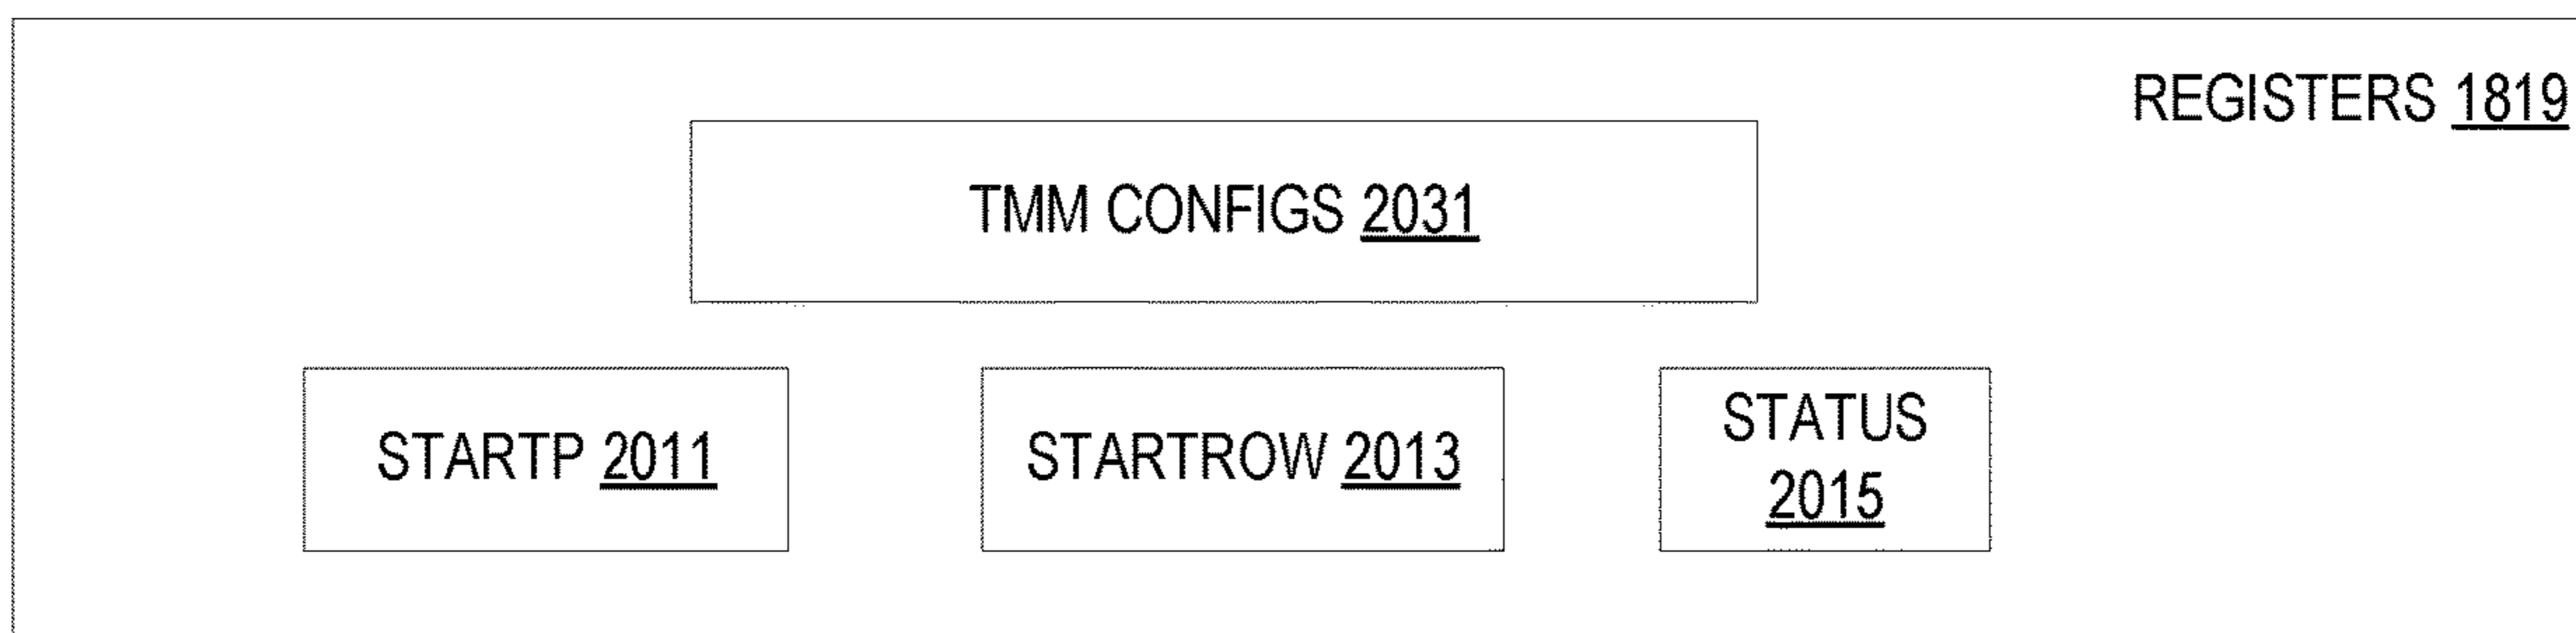 REGISTERS 1819
TMM CONFIGS 2031
STARTP 2011
STARTROW 2013
STATUS
2015